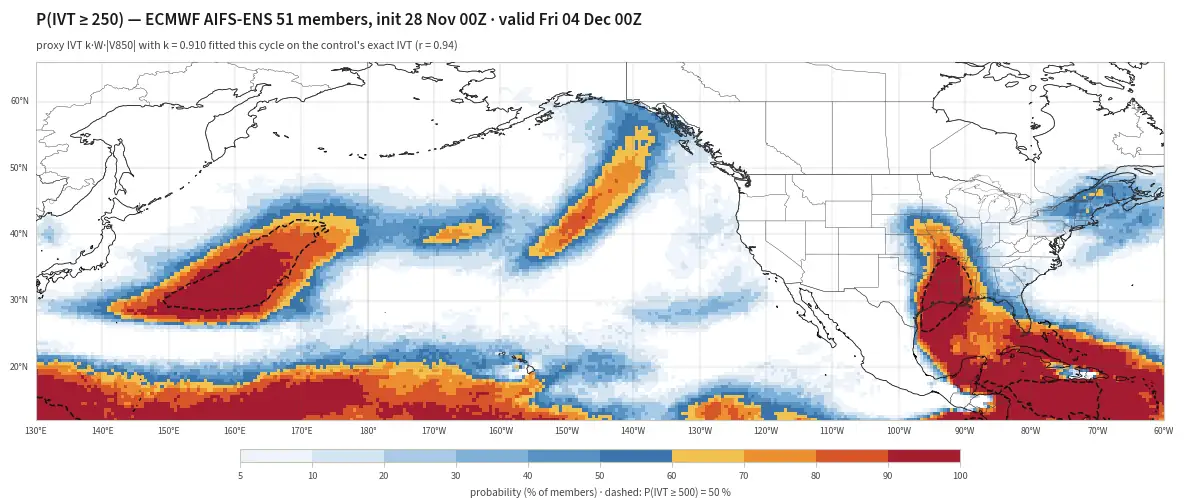 P(IVT ≥ 250) — ECMWF AIFS-ENS 51 members, init 28 Nov 00Z · valid Fri 04 Dec 00Z
proxy IVT k·W·|V850| with k = 0.910 fitted this cycle on the control's exact IVT (r = 0.94)
60°N
50°N
40°N
30°N
20°N
130°E 140°E 150°E 160°E 170°E 180° 170°W 160°W 150°W 140°W 130°W 120°W 110°W 100°W 90°W 80°W 70°W 60°W
5 10 20 30 40 50 60 70 80 90 100
probability (% of members) · dashed: P(IVT ≥ 500) = 50 %